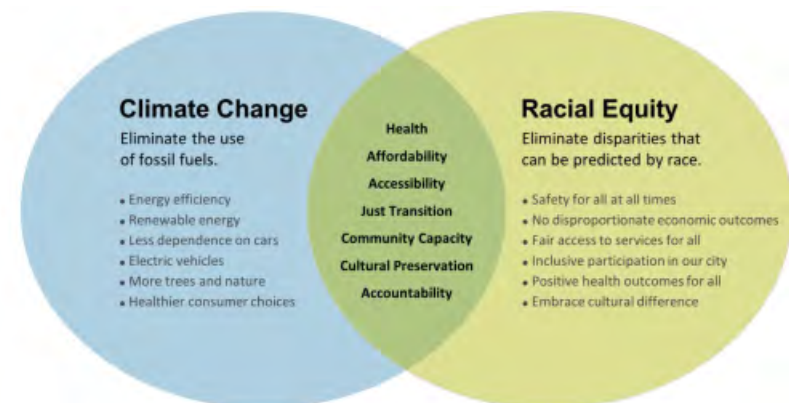 Climate Change
Eliminate the use
of fossil fuels.
• Energy efficiency
• Renewable energy
• Less dependence on cars
• Electric vehicles
• More trees and nature
• Healthier consumer choices
Health
Affordability
Accessibility
Just Transition
Community Capacity
Cultural Preservation
Accountability
Racial Equity
Eliminate disparities that
can be predicted by race.
• Safety for all at all times
• No disproportionate economic outcomes
• Fair access to services for all
• Inclusive participation in our city
• Positive health outcomes for all
• Embrace cultural difference